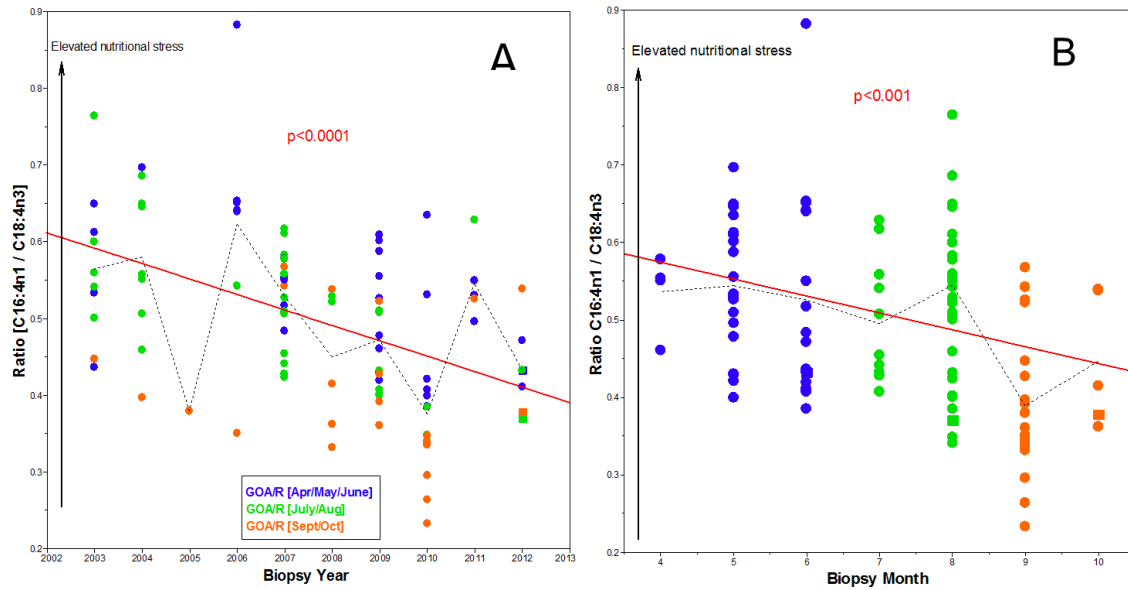 A
Elevated nutritional stress
p<0.0001
Ratio [C16:4n1 / C18:4n3]
0.9
0.8
0.7
0.6
0.5
0.4
0.3
0.2
GOA/R [Apr/May/June]
GOA/R [July/Aug]
GOA/R [Sept/Oct]
2002 2003 2004 2005 2006 2007 2008 2009 2010 2011 2012 2013
Biopsy Year
B
Elevated nutritional stress
p<0.001
Ratio C16:4n1 / C18:4n3
0.9
0.8
0.7
0.6
0.5
0.4
0.3
0.2
4 5 6 7 8 9 10
Biopsy Month